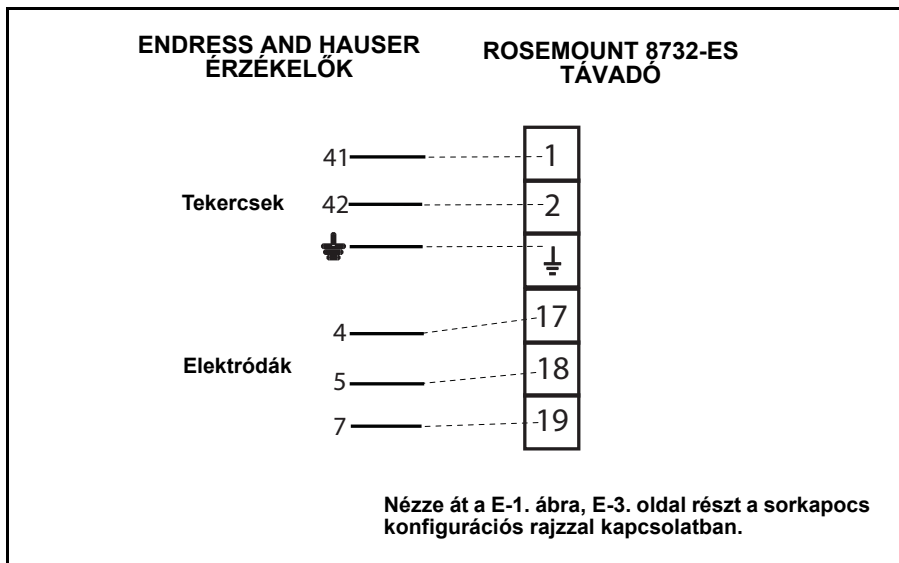 ENDRESS AND HAUSER
ÉRZÉKELŐK
ROSEMOUNT 8732-ES
TÁVADÓ
41
1
Tekercsek
42
2
4
17
Elektródák
5
18
7
19
Nézze át a E-1. ábra, E-3. oldal részt a sorkapocs
konfigurációs rajzzal kapcsolatban.